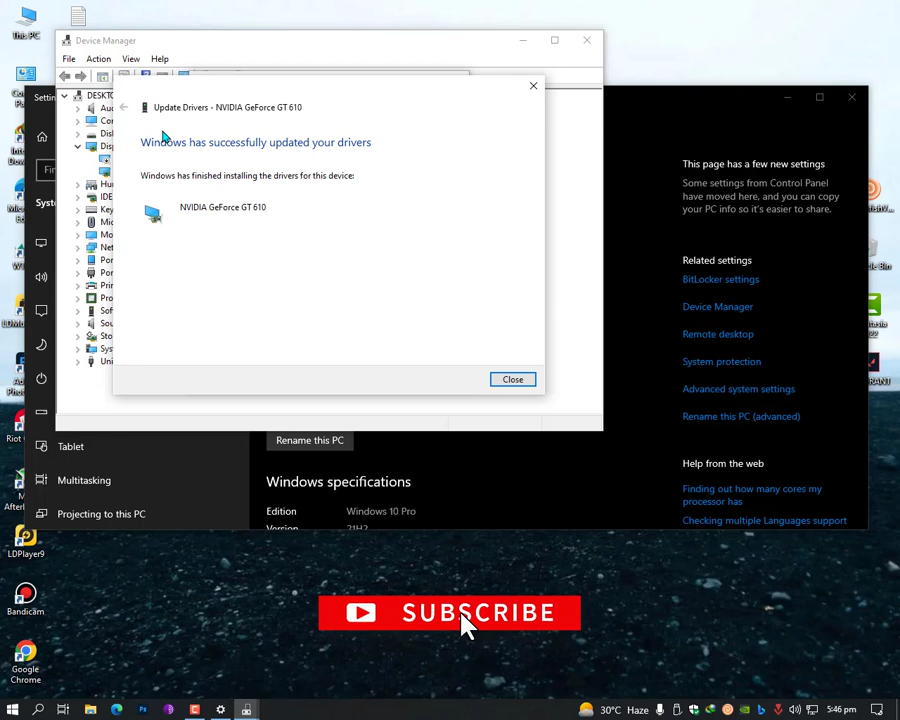 This PC
Device Manager
File Action View Help
Update Drivers - NVIDIA GeForce GT 610
Windows has successfully updated your drivers
Windows has finished installing the drivers for this device:
NVIDIA GeForce GT 610
Close
This page has a few new settings
Some settings from Control Panel
have moved here, and you can copy
your PC info so it's easier to share.
Related settings
BitLocker settings
Device Manager
Remote desktop
System protection
Advanced system settings
Rename this PC (advanced)
Help from the web
Finding out how many cores my
processor has
Checking multiple Languages support
Rename this PC
Tablet
Multitasking
Projecting to this PC
Windows specifications
Edition Windows 10 Pro
Version 21H2
LDPlayer9
Bandicam
Google
Chrome
SUBSCRIBE
30°C Haze
5:46 pm